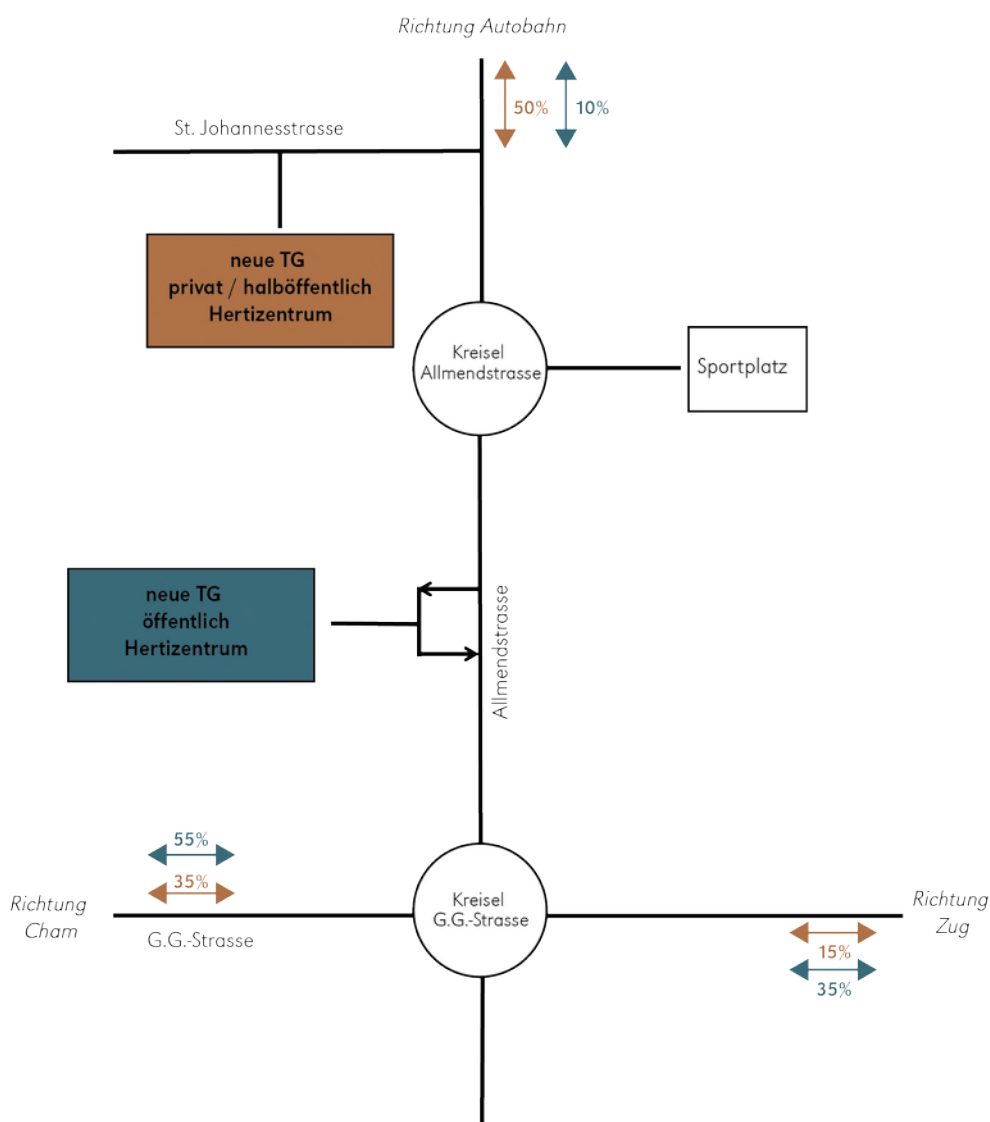 Richtung Autobahn
50%
10%
St. Johannesstrasse
neue TG
privat / halböffentlich
Hertizentrum
Kreisel
Allmendstrasse
Sportplatz
neue TG
öffentlich
Hertizentrum
Allmendstrasse
55%
35%
Richtung
Cham
G.G.-Strasse
Kreisel
G.G.-Strasse
Richtung
Zug
15%
35%